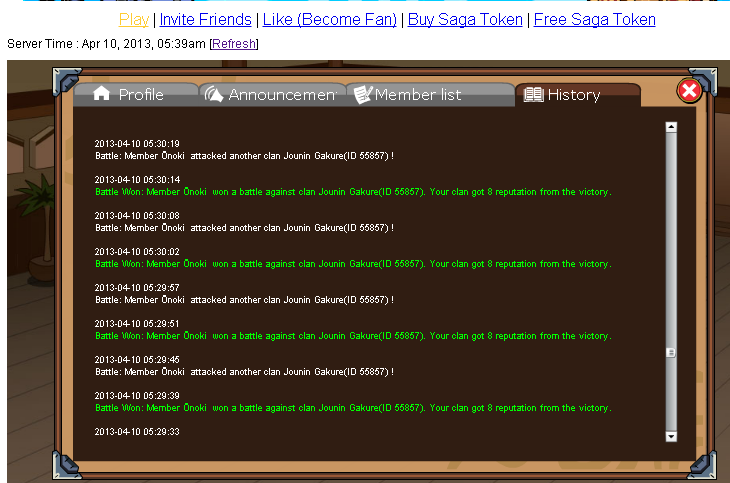 Play | Invite Friends | Like (Become Fan) | Buy Saga Token | Free Saga Token
Server Time : Apr 10, 2013, 05:39am [Refresh]
Profile Announcemen Member list History
2013-04-10 05:30:19
Battle: Member Ōnoki attacked another clan Jounin Gakure(ID 55857) !
2013-04-10 05:30:14
Battle Won: Member Ōnoki won a battle against clan Jounin Gakure(ID 55857). Your clan got 8 reputation from the victory.
2013-04-10 05:30:08
Battle: Member Ōnoki attacked another clan Jounin Gakure(ID 55857) !
2013-04-10 05:30:02
Battle Won: Member Ōnoki won a battle against clan Jounin Gakure(ID 55857). Your clan got 8 reputation from the victory.
2013-04-10 05:29:57
Battle: Member Ōnoki attacked another clan Jounin Gakure(ID 55857) !
2013-04-10 05:29:51
Battle Won: Member Ōnoki won a battle against clan Jounin Gakure(ID 55857). Your clan got 8 reputation from the victory.
2013-04-10 05:29:45
Battle: Member Ōnoki attacked another clan Jounin Gakure(ID 55857) !
2013-04-10 05:29:39
Battle Won: Member Ōnoki won a battle against clan Jounin Gakure(ID 55857). Your clan got 8 reputation from the victory.
2013-04-10 05:29:33